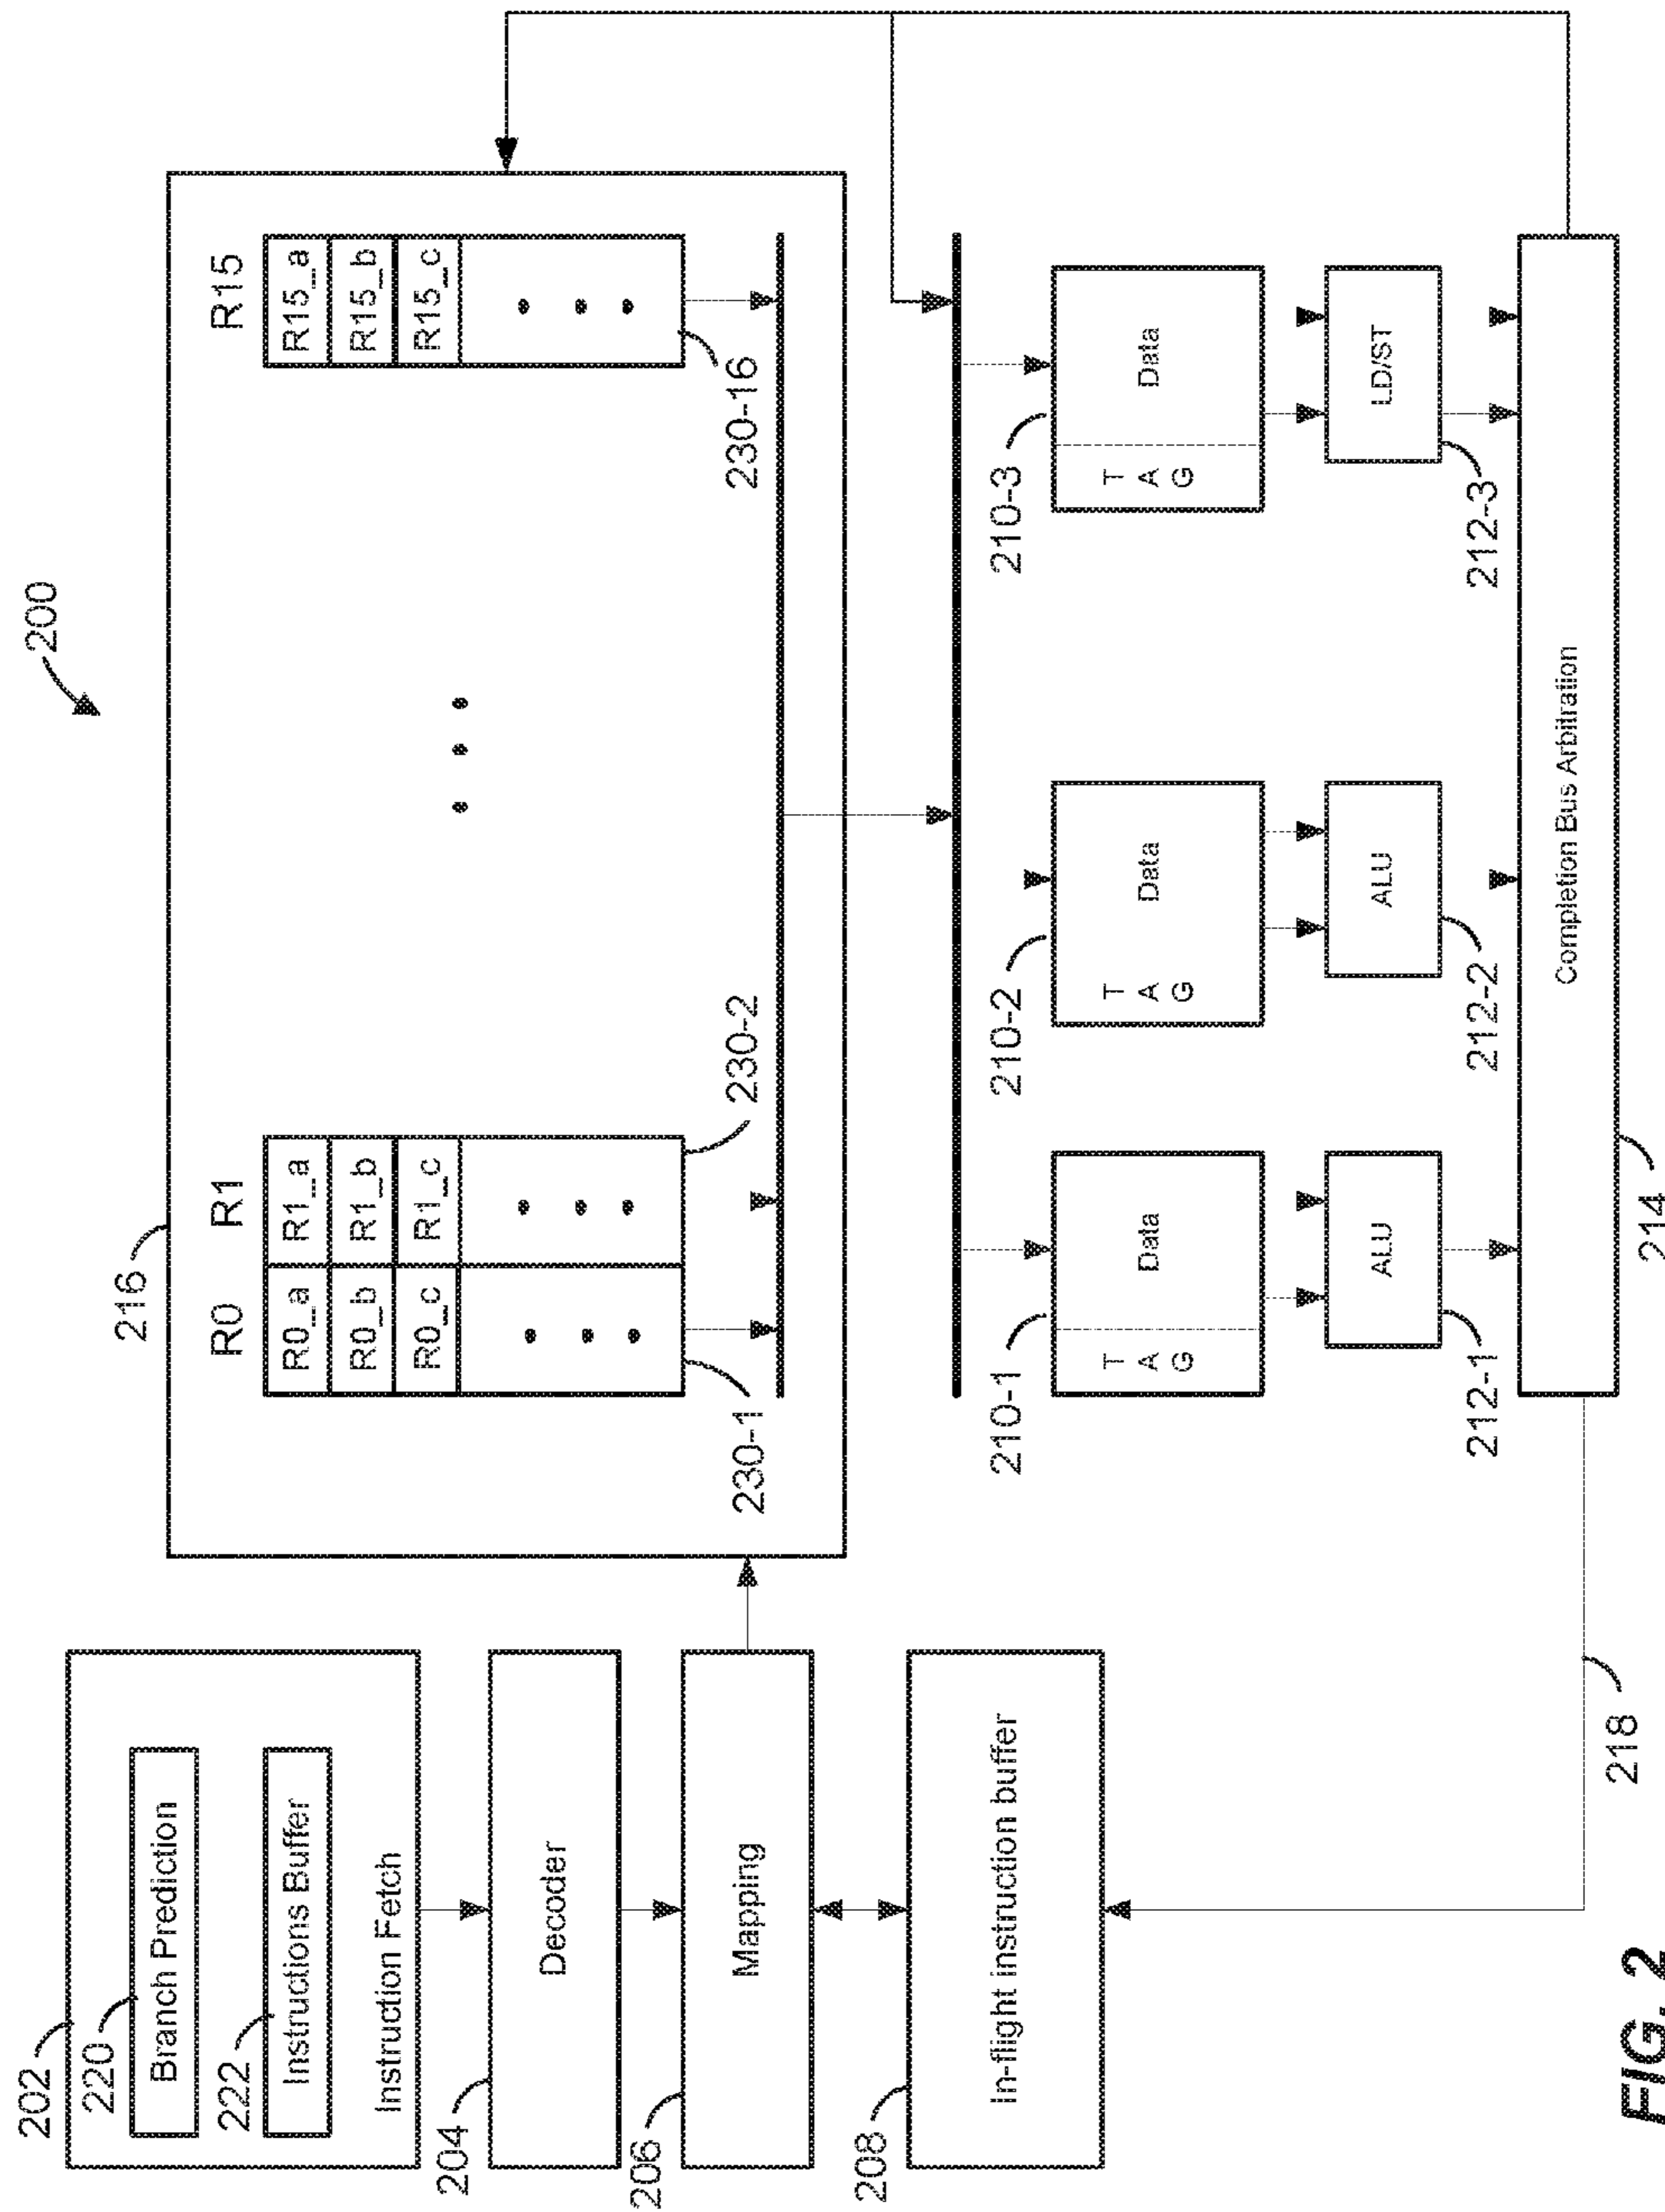 200
202
220
Branch Prediction
222
Instructions Buffer
Instruction Fetch
204
Decoder
206
Mapping
208
In-flight instruction buffer
216
R0
R1
R15
R0_a
R1_a
R15_a
R0_b
R1_b
R15_b
R0_c
R1_c
R15_c
230-1
230-2
230-16
210-1
TAG
Data
210-2
TAG
Data
210-3
TAG
Data
212-1
ALU
212-2
ALU
212-3
LD/ST
Completion Bus Arbitration
214
218
FIG. 2